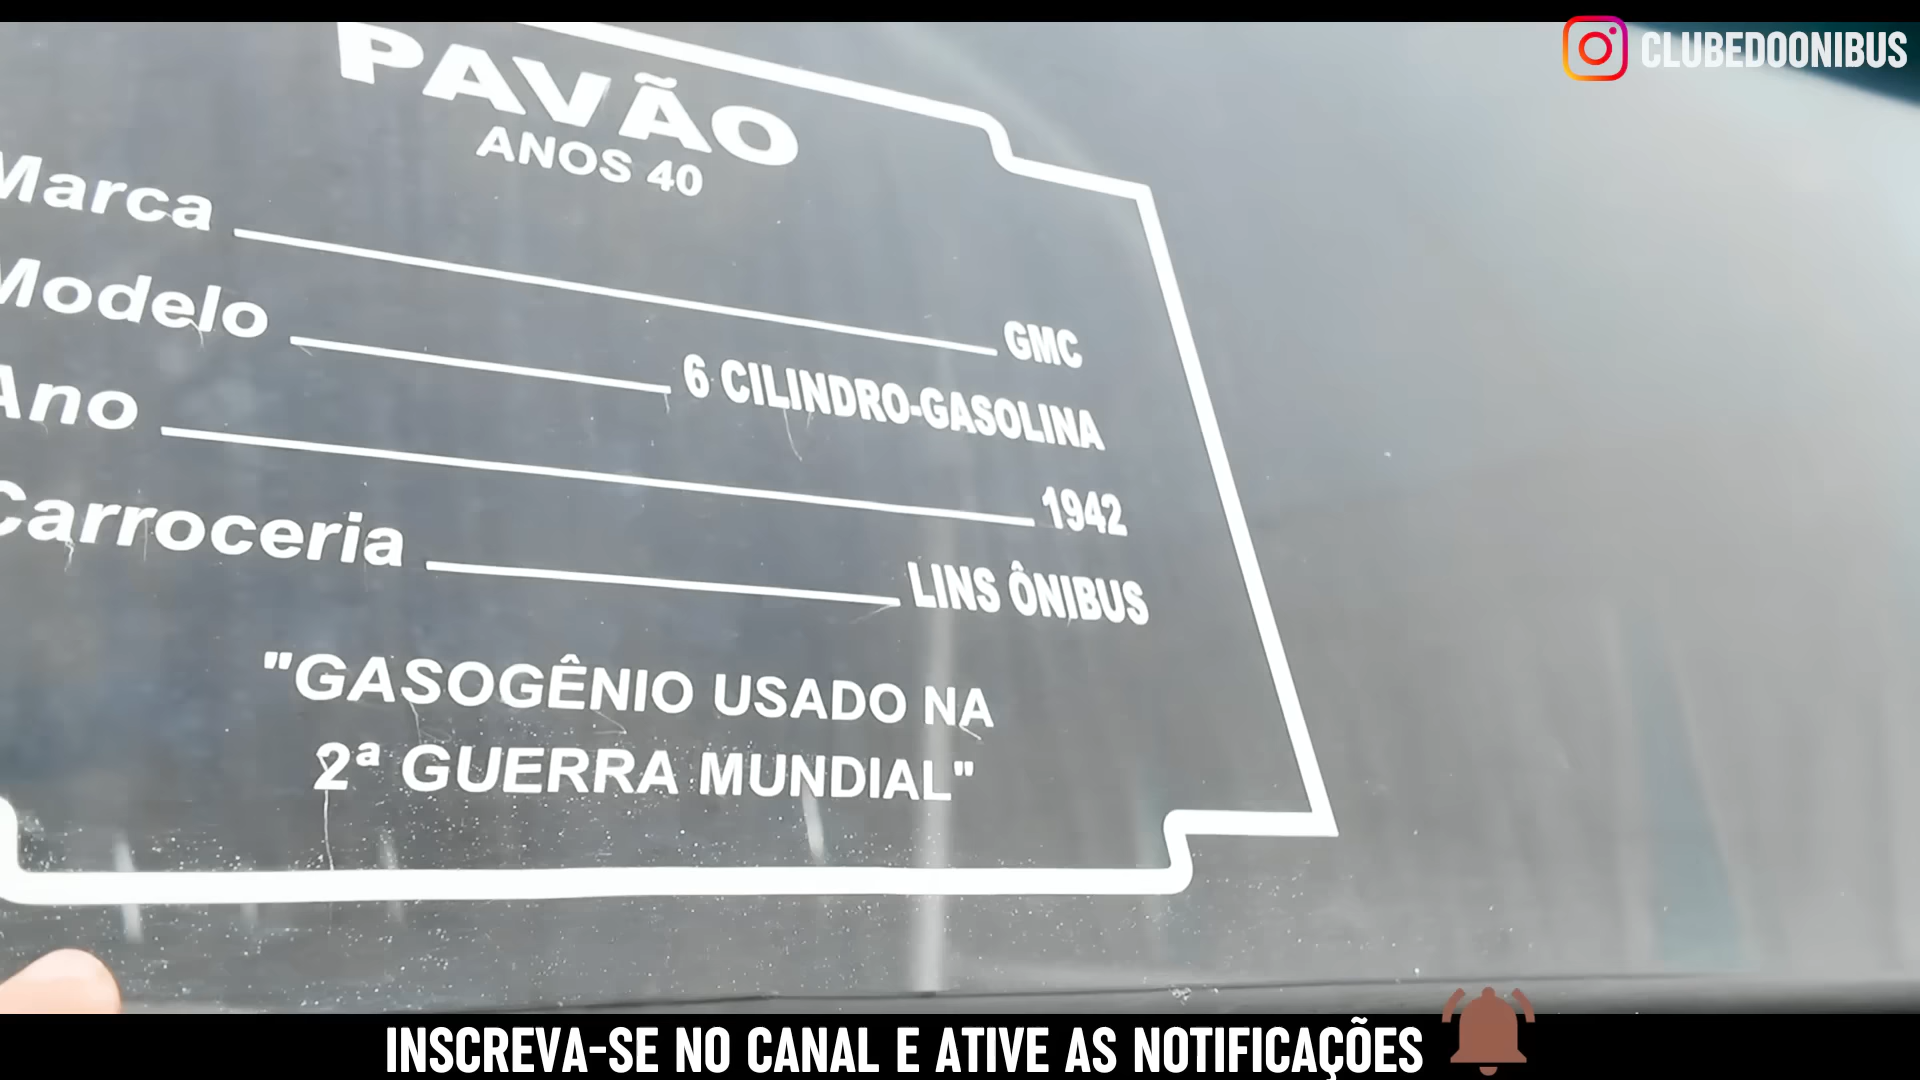 CLUBEDOONIBUS
PAVÃO
ANOS 40
Marca GMC
Modelo 6 CILINDRO-GASOLINA
Ano 1942
Carroceria LINS ÔNIBUS
"GASOGÊNIO USADO NA
2ª GUERRA MUNDIAL"
INSCREVA-SE NO CANAL E ATIVE AS NOTIFICAÇÕES